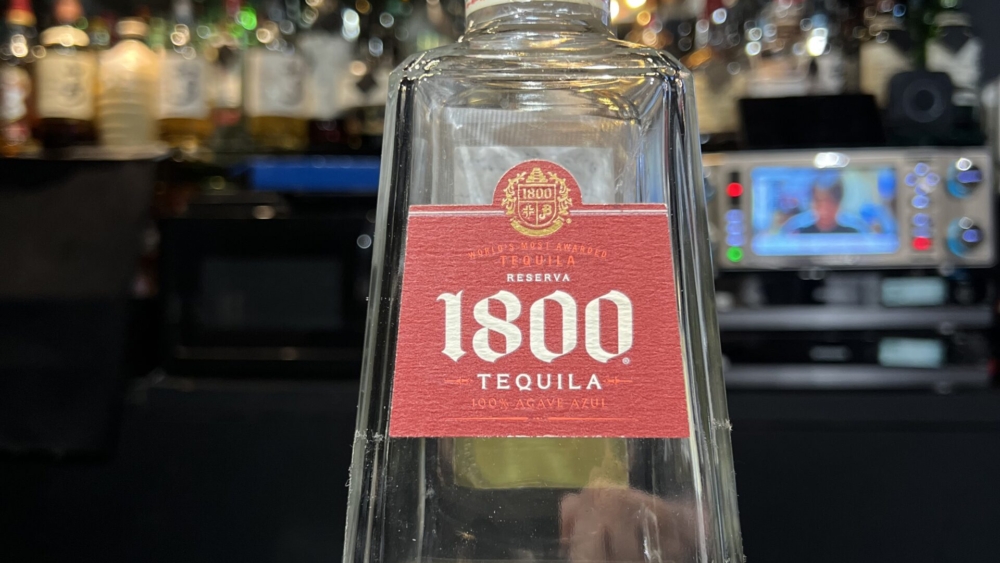 1800
WORLD'S MOST AWARDED
TEQUILA
RESERVA
1800®
TEQUILA
100% AGAVE AZUL